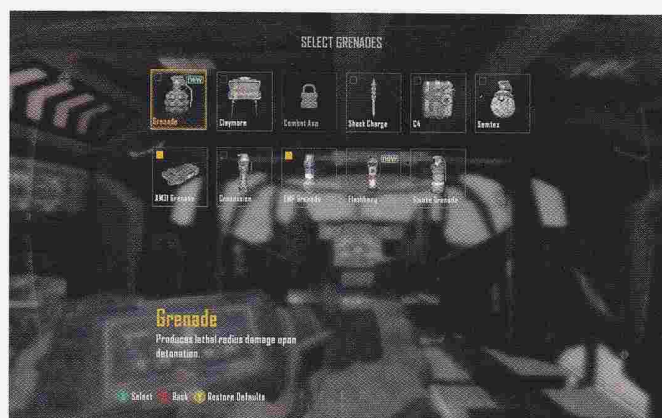 SELECT GRENADES
new
Grenade
Claymore
Combat Axe
Shock Charge
C4
Semtex
new
XM31 Grenade
Concussion
EMP Grenade
Flashbang
Smoke Grenade
Grenade
Produces lethal radius damage upon
detonation.
A Select B Back Y Restore Defaults